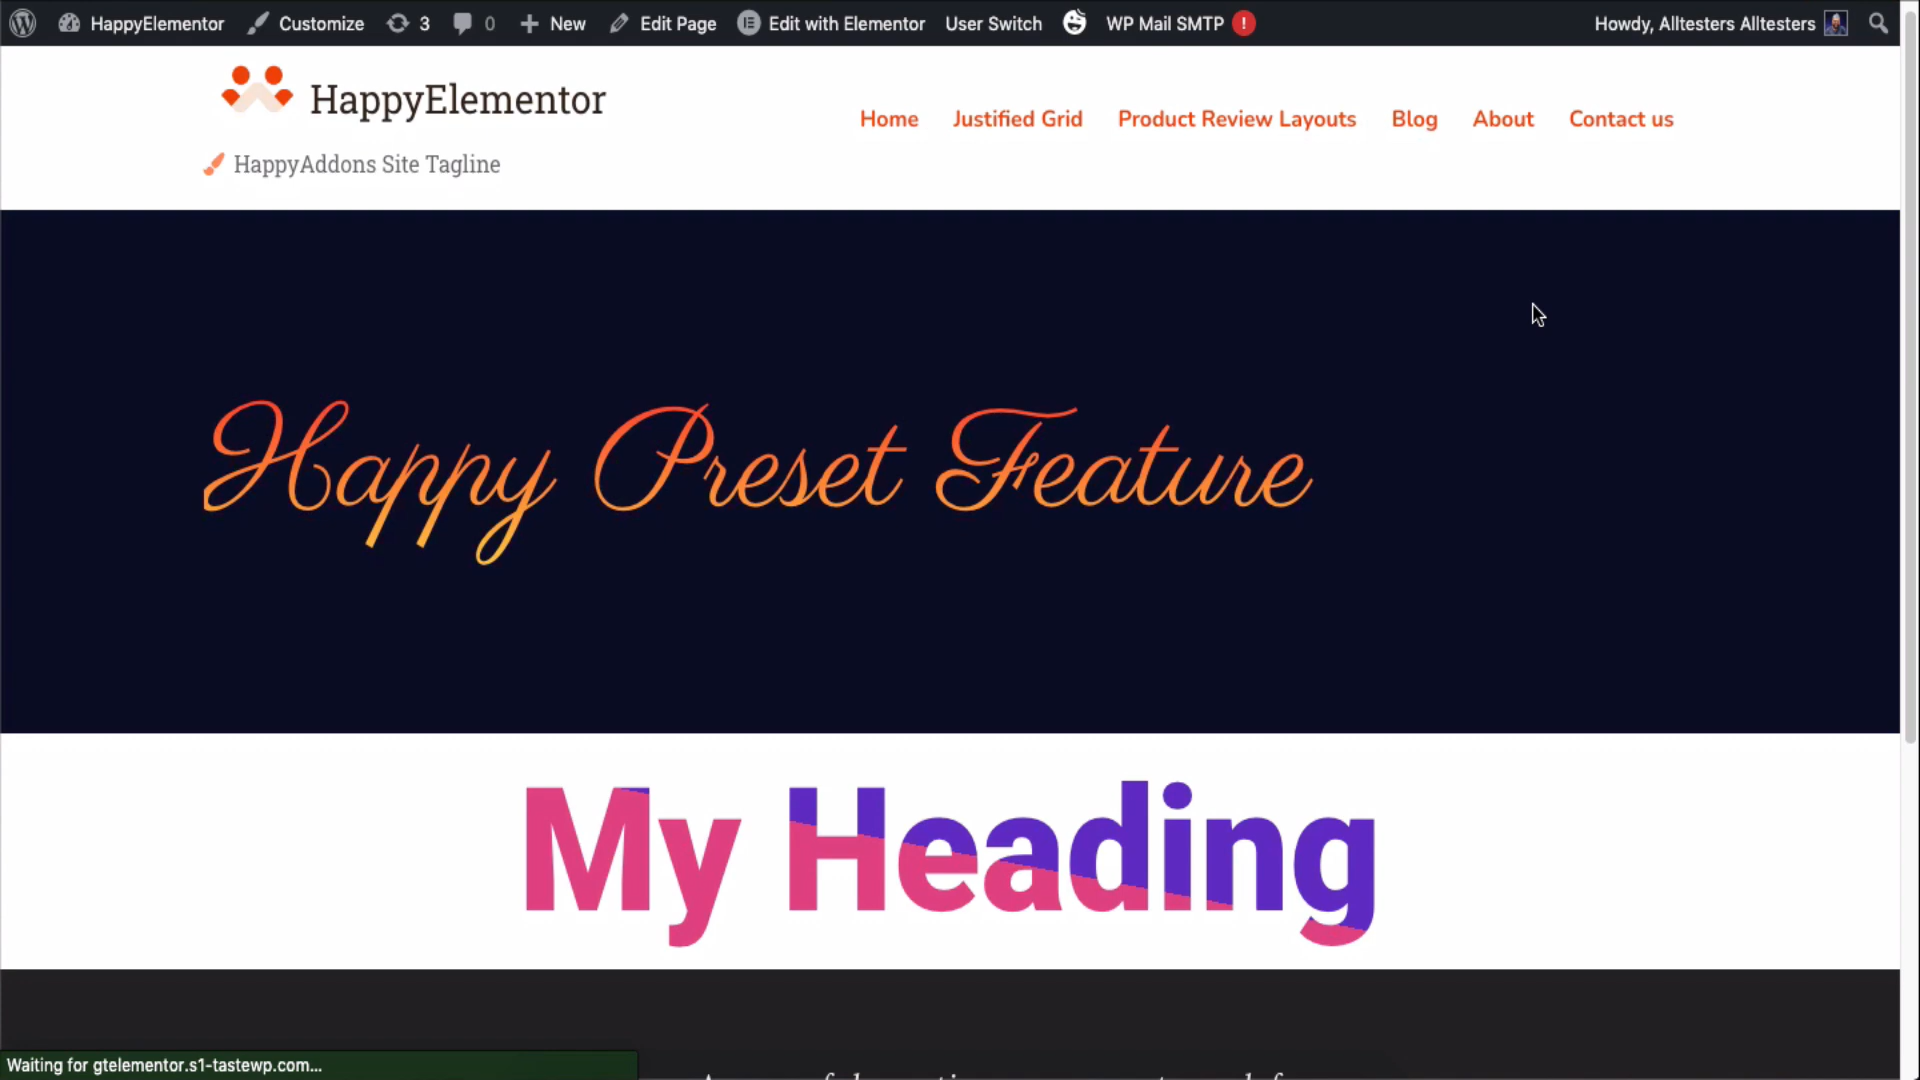 HappyElementor Customize 3 0 New Edit Page Edit with Elementor User Switch WP Mail SMTP ! Howdy, Alltesters Alltesters
HappyElementor
HappyAddons Site Tagline
Home Justified Grid Product Review Layouts Blog About Contact us
Happy Preset Feature
My Heading
Waiting for gtelementor.s1-tastewp.com...